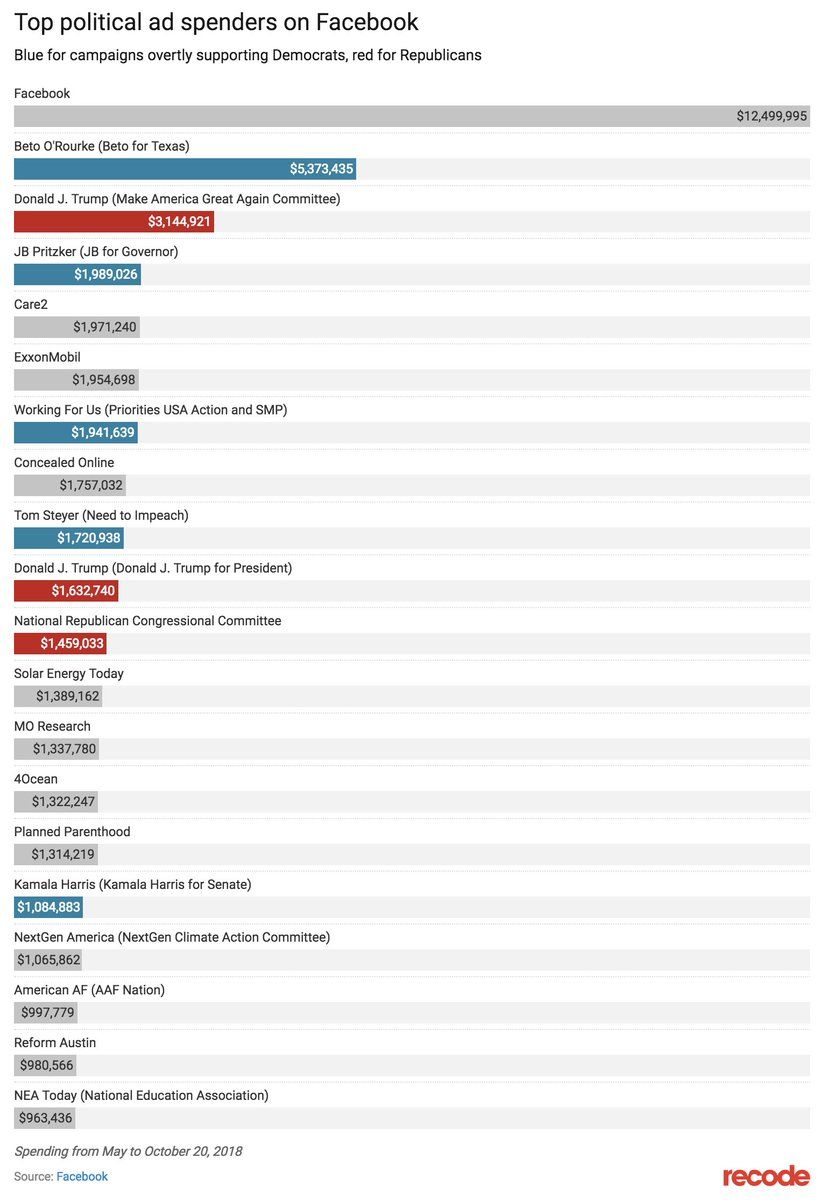 Top political ad spenders on Facebook
Blue for campaigns overtly supporting Democrats, red for Republicans
Facebook
$12,499,995
Beto O'Rourke (Beto for Texas)
$5,373,435
Donald J. Trump (Make America Great Again Committee)
$3,144,921
JB Pritzker (JB for Governor)
$1,989,026
Care2
$1,971,240
ExxonMobil
$1,954,698
Working For Us (Priorities USA Action and SMP)
$1,941,639
Concealed Online
$1,757,032
Tom Steyer (Need to Impeach)
$1,720,938
Donald J. Trump (Donald J. Trump for President)
$1,632,740
National Republican Congressional Committee
$1,459,033
Solar Energy Today
$1,389,162
MO Research
$1,337,780
4Ocean
$1,322,247
Planned Parenthood
$1,314,219
Kamala Harris (Kamala Harris for Senate)
$1,084,883
NextGen America (NextGen Climate Action Committee)
$1,065,862
American AF (AAF Nation)
$997,779
Reform Austin
$980,566
NEA Today (National Education Association)
$963,436
Spending from May to October 20, 2018
Source: Facebook
recode